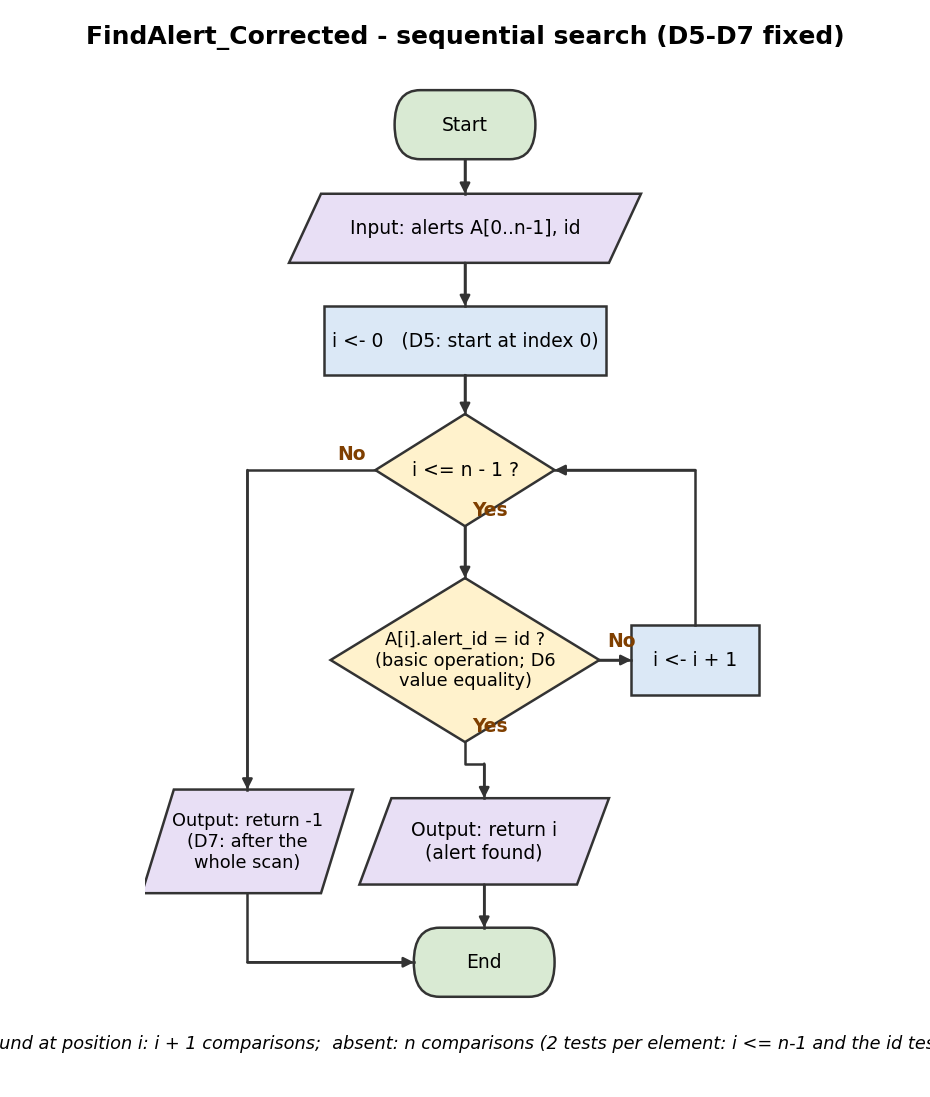 FindAlert_Corrected - sequential search (D5-D7 fixed)
Start
Input: alerts A[0..n-1], id
i <- 0   (D5: start at index 0)
i <= n - 1 ?
No
Yes
A[i].alert_id = id ?
(basic operation; D6
value equality)
No
i <- i + 1
Yes
Output: return -1
(D7: after the
whole scan)
Output: return i
(alert found)
End
at position i: i + 1 comparisons;  absent: n comparisons (2 tests per element: i <= n-1 and the id